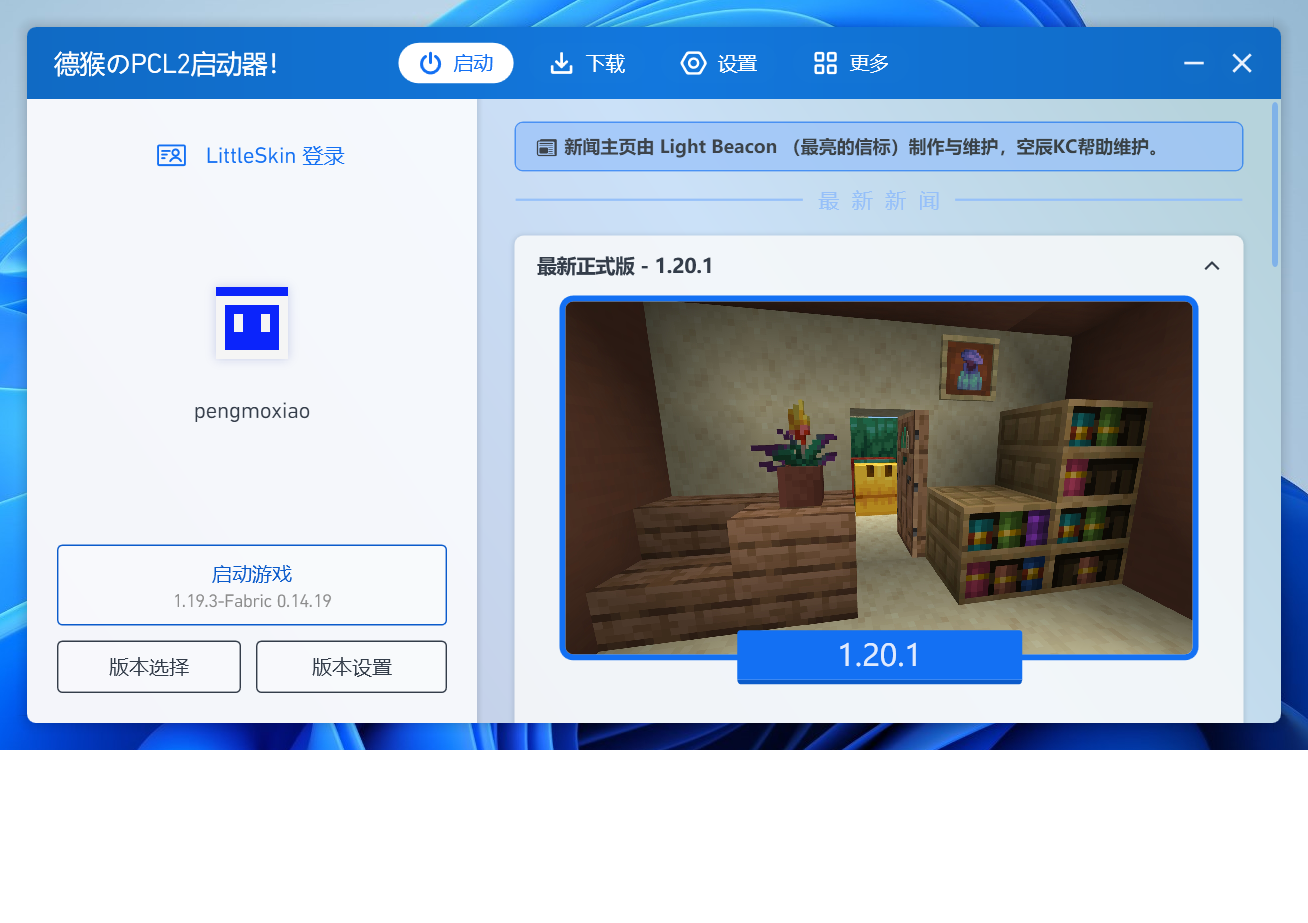 德猴のPCL2启动器！
启动
下载
设置
更多
LittleSkin 登录
pengmoxiao
启动游戏
1.19.3-Fabric 0.14.19
版本选择
版本设置
新闻主页由 Light Beacon （最亮的信标）制作与维护，空辰KC帮助维护。
最新新闻
最新正式版 - 1.20.1
1.20.1